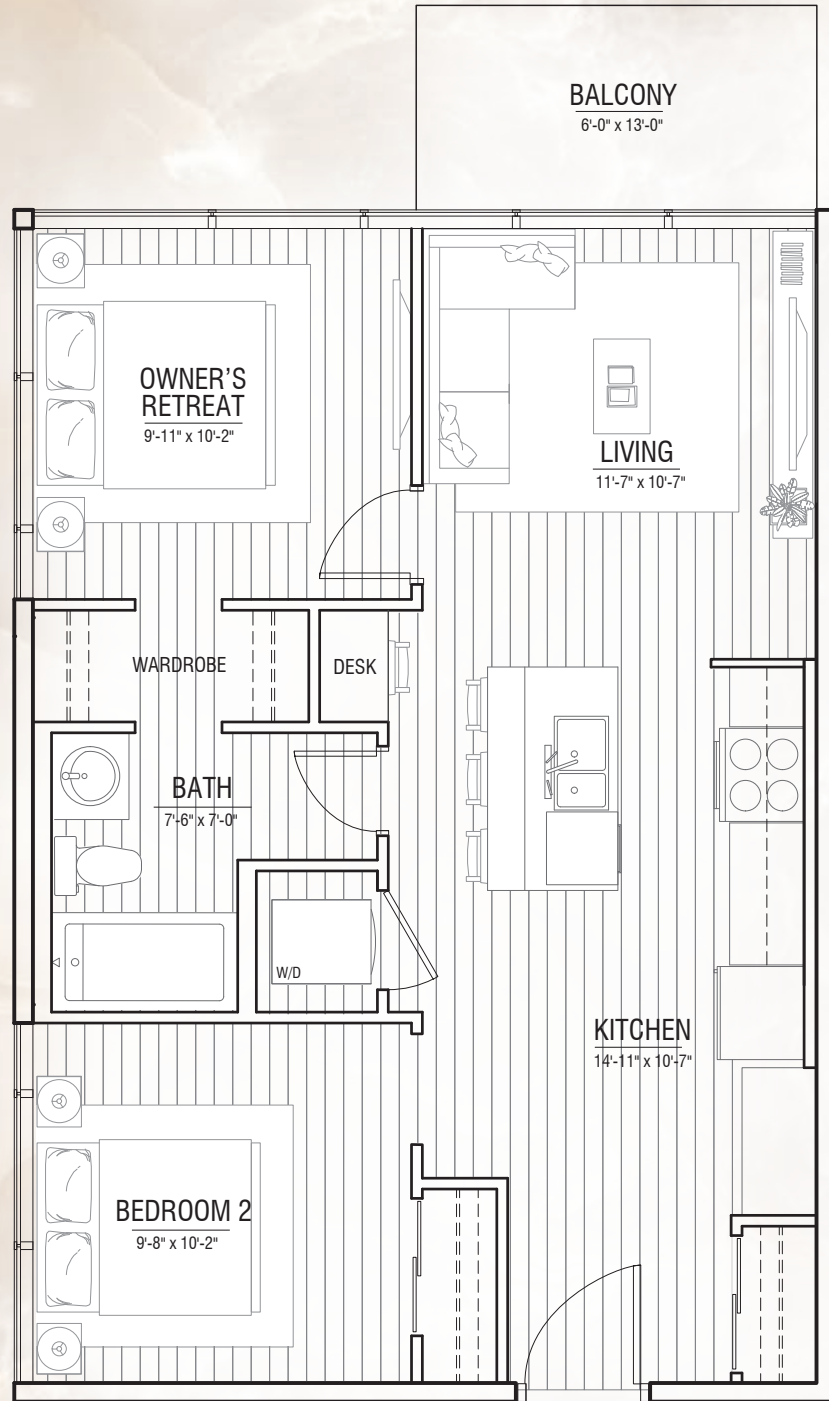 BALCONY
6'-0" x 13'-0"
OWNER'S
RETREAT
9'-11" x 10'-2"
LIVING
11'-7" x 10'-7"
WARDROBE
DESK
BATH
7'-6" x 7'-0"
W/D
KITCHEN
14'-11" x 10'-7"
BEDROOM 2
9'-8" x 10'-2"